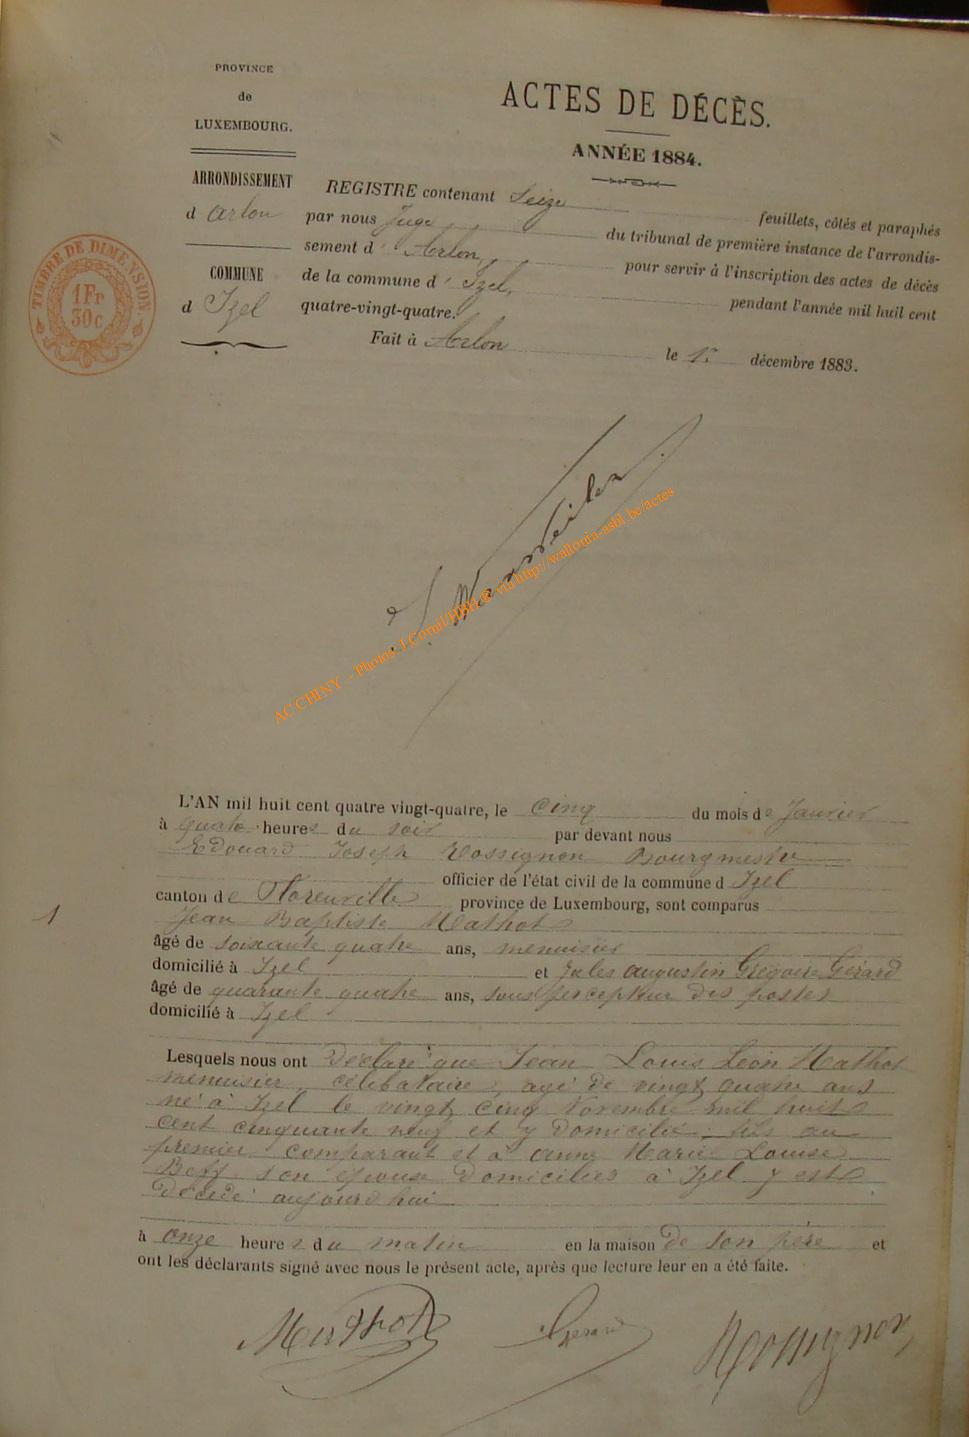 PROVINCE
de
LUXEMBOURG.
ARRONDISSEMENT
d'Arlon
COMMUNE
d'Izel
TIMBRE DE DIMENSION
1Fr
30c
ACTES DE DÉCÈS.
ANNÉE 1884.
REGISTRE contenant Seize feuillets, côtés et paraphés
par nous Juge du tribunal de première instance de l'arrondis-
sement d'Arlon, pour servir à l'inscription des actes de décès
de la commune d'Izel, pendant l'année mil huit cent
quatre-vingt-quatre.
Fait à Arlon le 1er décembre 1883.
AC CHINY - Photos J.Cornil/ via http://wallonia-asbl.be/actes
1
L'AN mil huit cent quatre vingt-quatre, le cinq du mois de Janvier
à quatre heures du soir par devant nous
Edouard Joseph Rossignon Bourgmestre
officier de l'état civil de la commune d'Izel
canton de Florenville province de Luxembourg, sont comparus
Jean Baptiste Mathot
âgé de soixante quatre ans, menuisier
domicilié à Izel et Jules augustin Grégoire Gérard
âgé de quarante quatre ans, sous percepteur des postes
domicilié à Izel
Lesquels nous ont déclaré que Jean Louis Léon Mathot
menuisier, célibataire, agé de vingt quatre ans
né à Izel le vingt cinq Novembre mil huit
cent cinquante neuf et y domicilié, fils au
premier comparant et à anne Marie Louise
son épouse domiciliés à Izel y est
décédé aujourd'hui
à onze heures du matin en la maison de son père et
ont les déclarants signé avec nous le présent acte, après que lecture leur en a été faite.
Mathot Gerard Rossignon